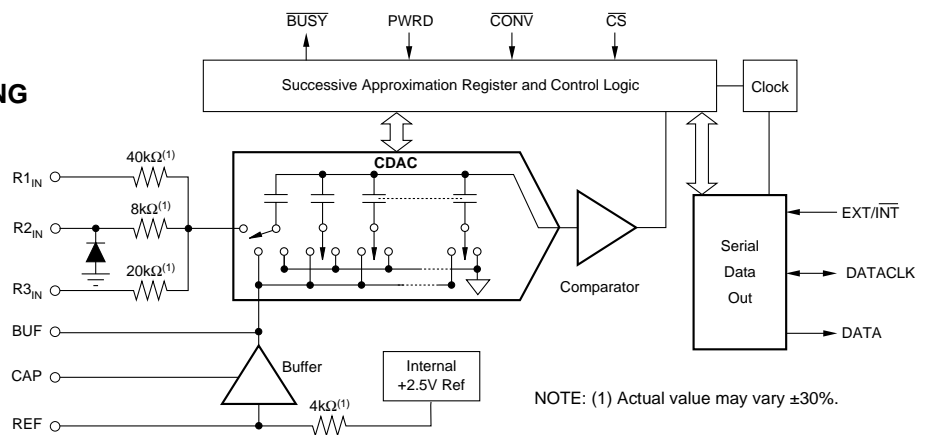 BUSY PWRD CONV CS
Successive Approximation Register and Control Logic
Clock
NG
CDAC
40kΩ(1)
R1IN
8kΩ(1)
R2IN
20kΩ(1)
R3IN
Comparator
Serial
Data
Out
EXT/INT
DATACLK
DATA
BUF
Buffer
CAP
Internal
+2.5V Ref
4kΩ(1)
REF
NOTE: (1) Actual value may vary ±30%.